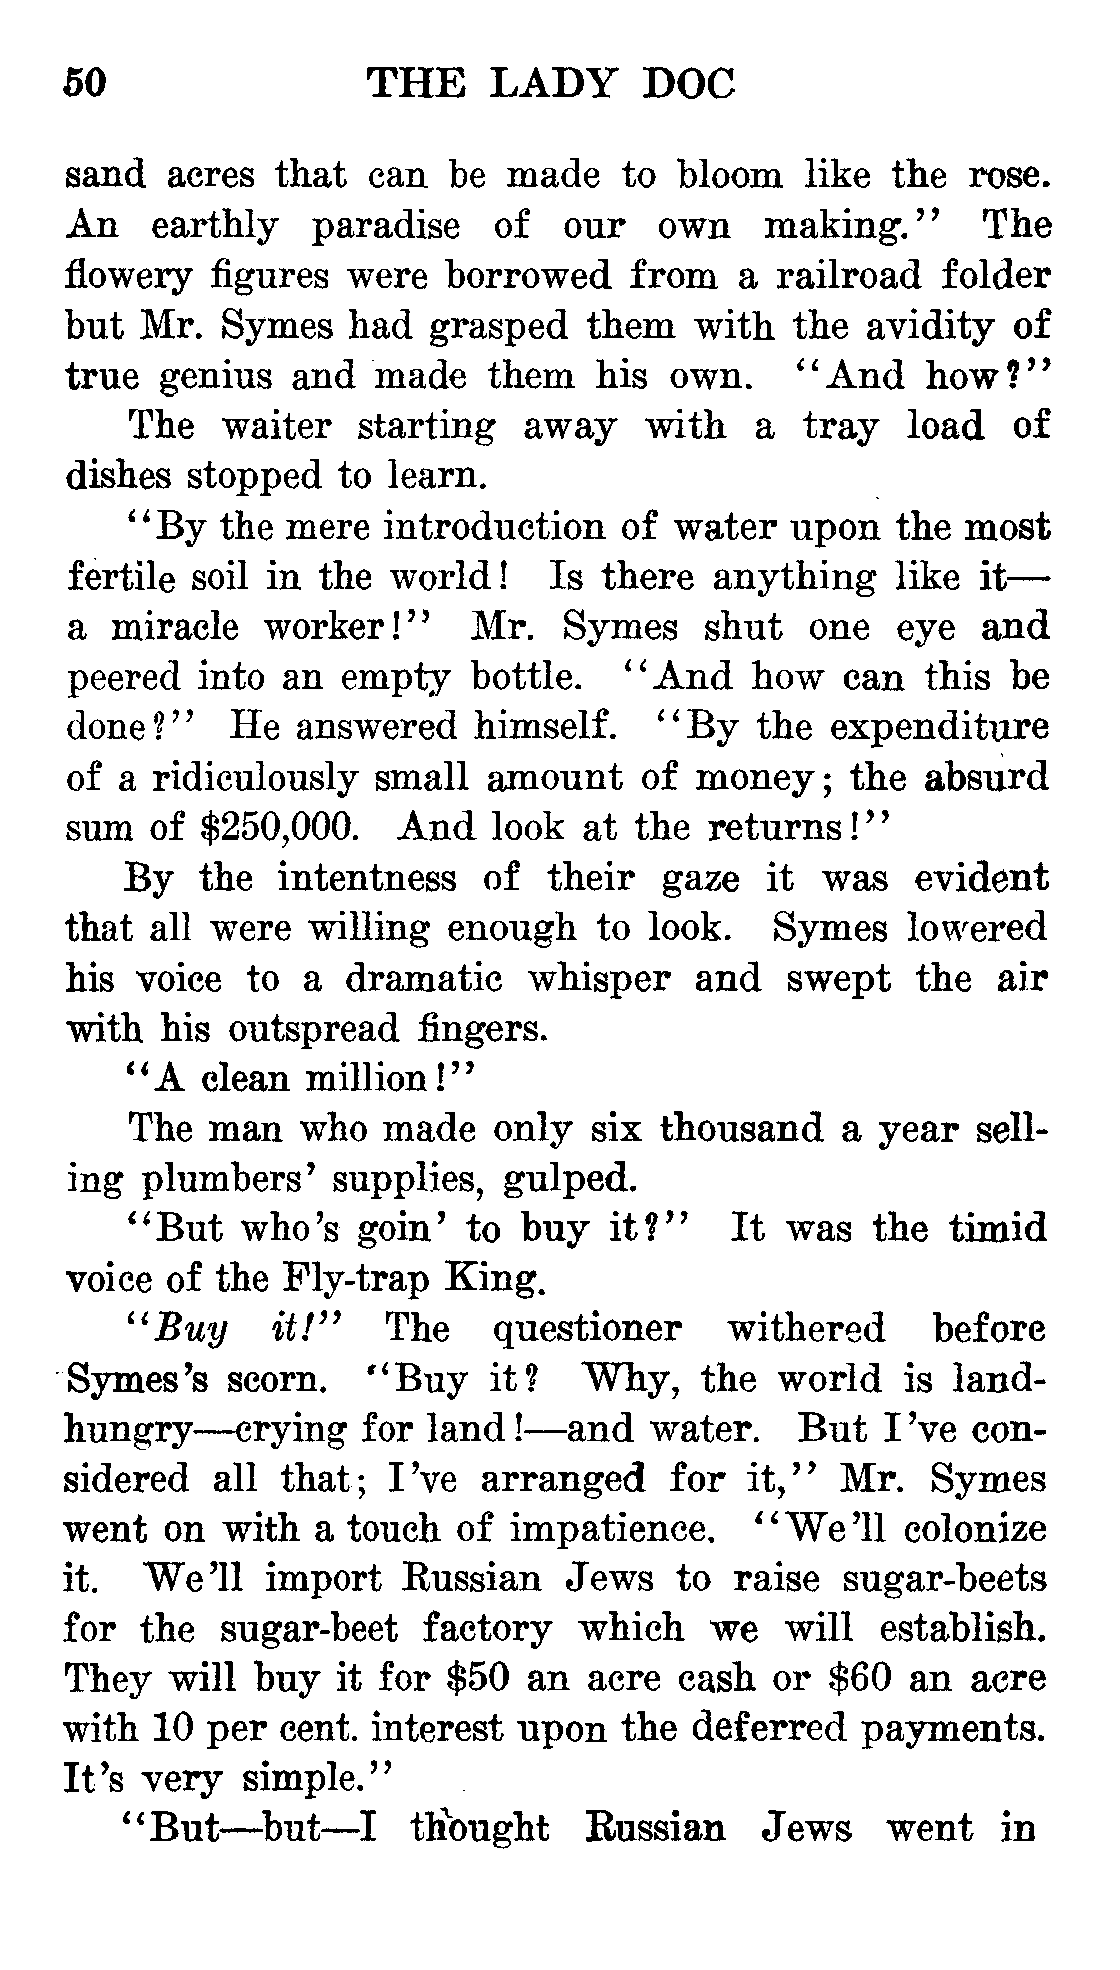 50 THE LADY DOC
sand acres that can be made to bloom like the rose.
An earthly paradise of our own making." The
flowery figures were borrowed from a railroad folder
but Mr. Symes had grasped them with the avidity of
true genius and made them his own. "And how?"
The waiter starting away with a tray load of
dishes stopped to learn.
"By the mere introduction of water upon the most
fertile soil in the world! Is there anything like it—
a miracle worker!" Mr. Symes shut one eye and
peered into an empty bottle. "And how can this be
done?" He answered himself. "By the expenditure
of a ridiculously small amount of money; the absurd
sum of $250,000. And look at the returns!"
By the intentness of their gaze it was evident
that all were willing enough to look. Symes lowered
his voice to a dramatic whisper and swept the air
with his outspread fingers.
"A clean million!"
The man who made only six thousand a year sell-
ing plumbers' supplies, gulped.
"But who's goin' to buy it?" It was the timid
voice of the Fly-trap King.
"Buy it!" The questioner withered before
Symes's scorn. "Buy it? Why, the world is land-
hungry—crying for land!—and water. But I've con-
sidered all that; I've arranged for it," Mr. Symes
went on with a touch of impatience. "We'll colonize
it. We'll import Russian Jews to raise sugar-beets
for the sugar-beet factory which we will establish.
They will buy it for $50 an acre cash or $60 an acre
with 10 per cent. interest upon the deferred payments.
It's very simple."
"But—but—I thought Russian Jews went in